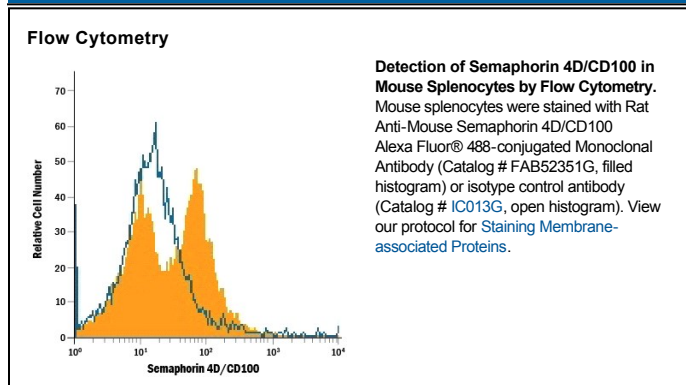 Flow Cytometry
Detection of Semaphorin 4D/CD100 in
Mouse Splenocytes by Flow Cytometry.
Mouse splenocytes were stained with Rat
Anti-Mouse Semaphorin 4D/CD100
Alexa Fluor® 488-conjugated Monoclonal
Antibody (Catalog # FAB52351G, filled
histogram) or isotype control antibody
(Catalog # IC013G, open histogram). View
our protocol for Staining Membrane-
associated Proteins.
Relative Cell Number
70
60
50
40
30
20
10
0
10⁰ 10¹ 10² 10³ 10⁴
Semaphorin 4D/CD100